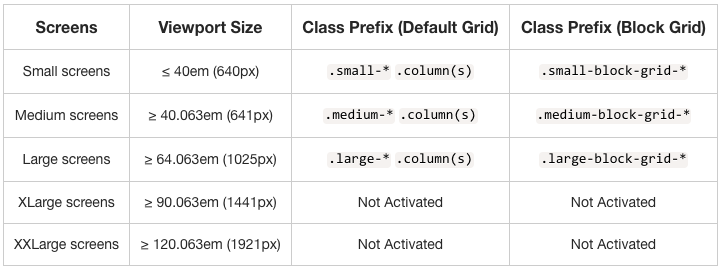 Screens Viewport Size Class Prefix (Default Grid) Class Prefix (Block Grid)
Small screens ≤ 40em (640px) .small-* .column(s) .small-block-grid-*
Medium screens ≥ 40.063em (641px) .medium-* .column(s) .medium-block-grid-*
Large screens ≥ 64.063em (1025px) .large-* .column(s) .large-block-grid-*
XLarge screens ≥ 90.063em (1441px) Not Activated Not Activated
XXLarge screens ≥ 120.063em (1921px) Not Activated Not Activated